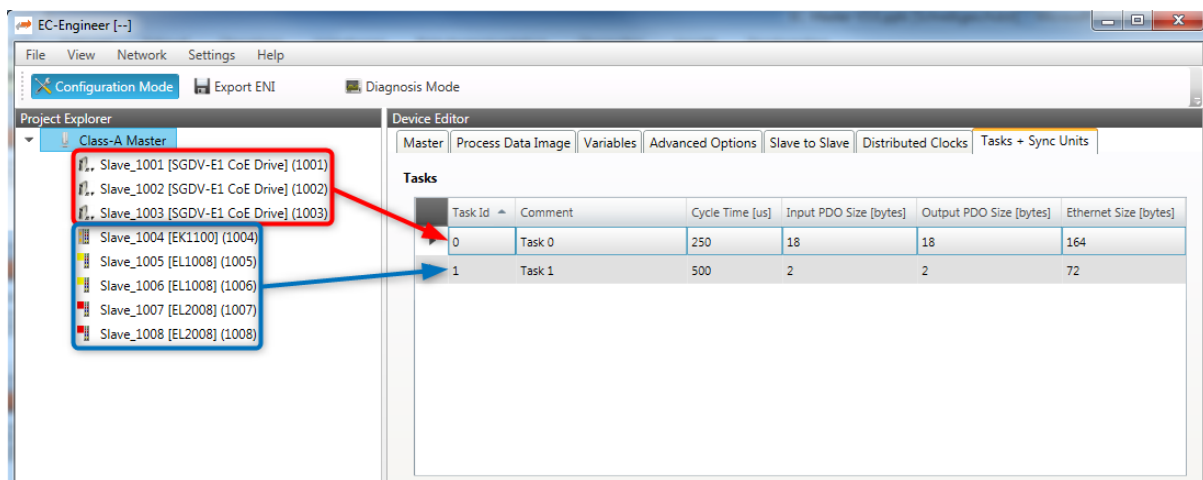 EC-Engineer [--]
File View Network Settings Help
Configuration Mode Export ENI Diagnosis Mode
Project Explorer
Class-A Master
Slave_1001 [SGDV-E1 CoE Drive] (1001)
Slave_1002 [SGDV-E1 CoE Drive] (1002)
Slave_1003 [SGDV-E1 CoE Drive] (1003)
Slave_1004 [EK1100] (1004)
Slave_1005 [EL1008] (1005)
Slave_1006 [EL1008] (1006)
Slave_1007 [EL2008] (1007)
Slave_1008 [EL2008] (1008)
Device Editor
Master Process Data Image Variables Advanced Options Slave to Slave Distributed Clocks Tasks + Sync Units
Tasks
Task Id Comment Cycle Time [us] Input PDO Size [bytes] Output PDO Size [bytes] Ethernet Size [bytes]
0 Task 0 250 18 18 164
1 Task 1 500 2 2 72